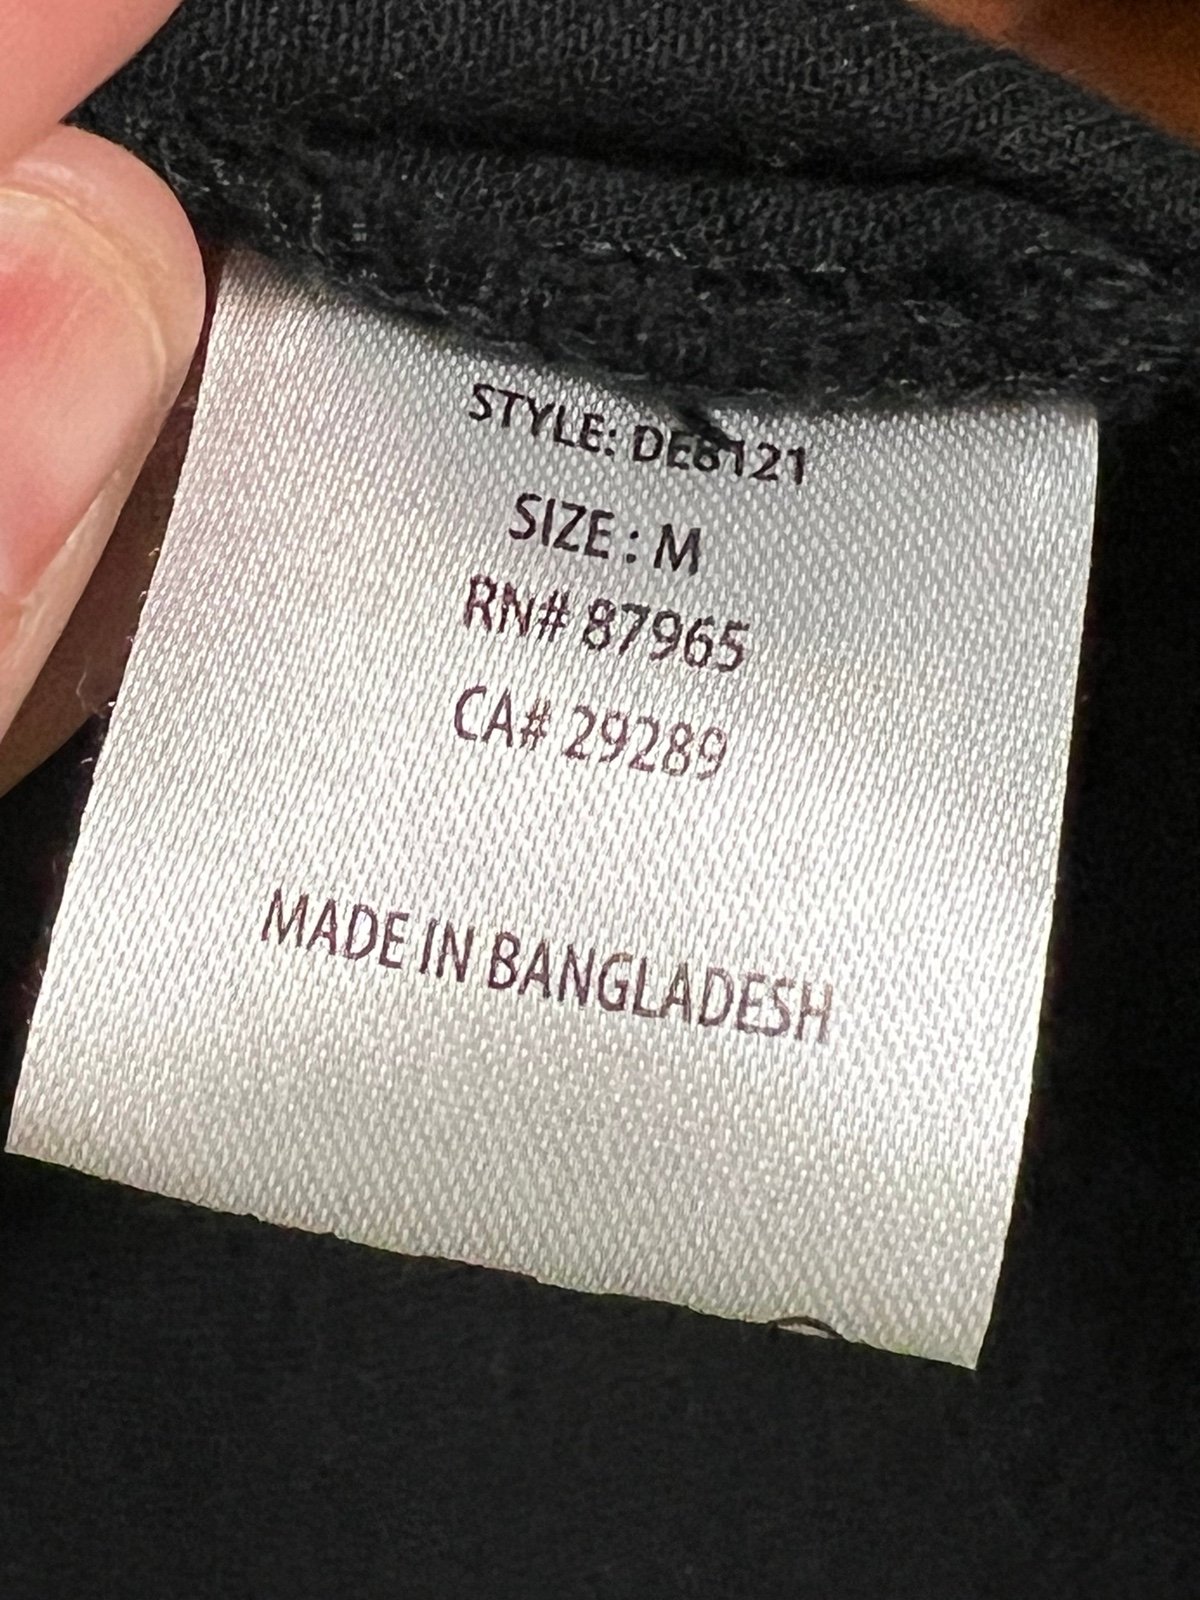 STYLE: DE6121
SIZE : M
RN# 87965
CA# 29289
MADE IN BANGLADESH